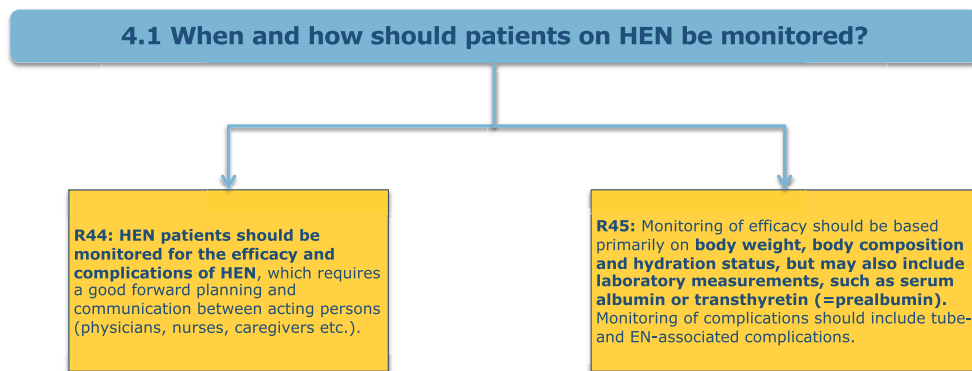 4.1 When and how should patients on HEN be monitored?
R44: HEN patients should be
monitored for the efficacy and
complications of HEN, which requires
a good forward planning and
communication between acting persons
(physicians, nurses, caregivers etc.).
R45: Monitoring of efficacy should be based
primarily on body weight, body composition
and hydration status, but may also include
laboratory measurements, such as serum
albumin or transthyretin (=prealbumin).
Monitoring of complications should include tube-
and EN-associated complications.